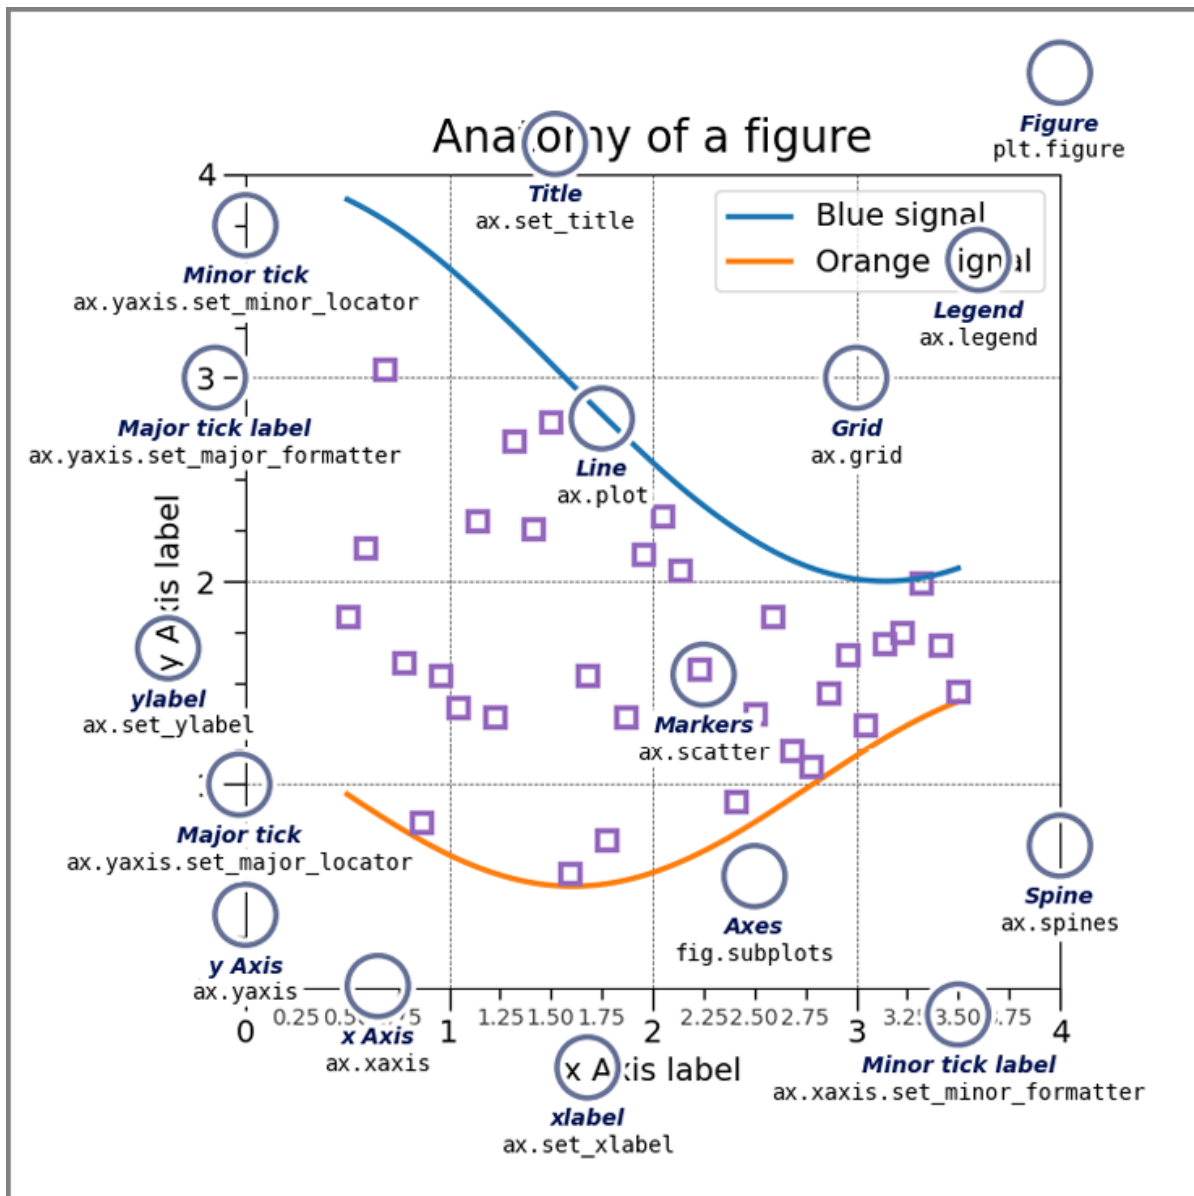 Figure
plt.figure
Anatomy of a figure
Title
ax.set_title
4
Blue signal
Orange signal
Legend
ax.legend
Minor tick
ax.yaxis.set_minor_locator
3
Major tick label
ax.yaxis.set_major_formatter
Grid
ax.grid
Line
ax.plot
y Axis label
2
ylabel
ax.set_ylabel
Markers
ax.scatter
Major tick
ax.yaxis.set_major_locator
Spine
ax.spines
Axes
fig.subplots
y Axis
ax.yaxis
0 0.25 1 1.25 1.50 1.75 2 2.25 2.50 2.75 3 3.50 4
x Axis
ax.xaxis
x Axis label
Minor tick label
ax.xaxis.set_minor_formatter
xlabel
ax.set_xlabel